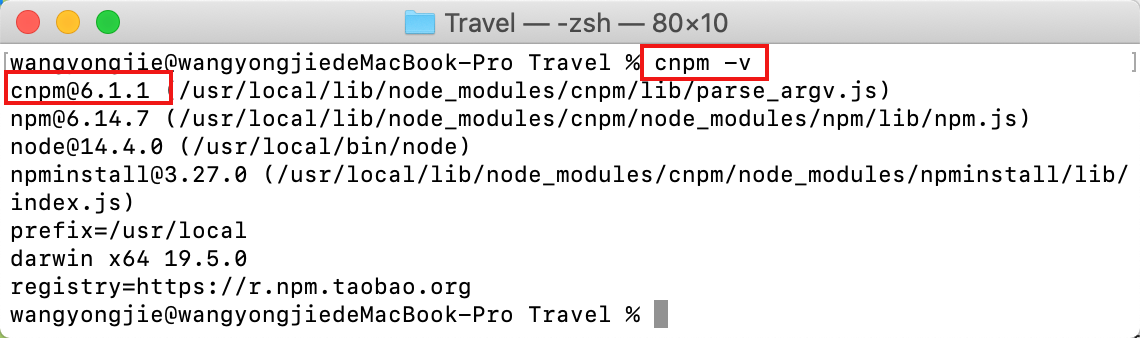 Travel — -zsh — 80×10
wangyongjie@wangyongjiedeMacBook-Pro Travel % cnpm -v
cnpm@6.1.1 (/usr/local/lib/node_modules/cnpm/lib/parse_argv.js)
npm@6.14.7 (/usr/local/lib/node_modules/cnpm/node_modules/npm/lib/npm.js)
node@14.4.0 (/usr/local/bin/node)
npminstall@3.27.0 (/usr/local/lib/node_modules/cnpm/node_modules/npminstall/lib/
index.js)
prefix=/usr/local
darwin x64 19.5.0
registry=https://r.npm.taobao.org
wangyongjie@wangyongjiedeMacBook-Pro Travel %